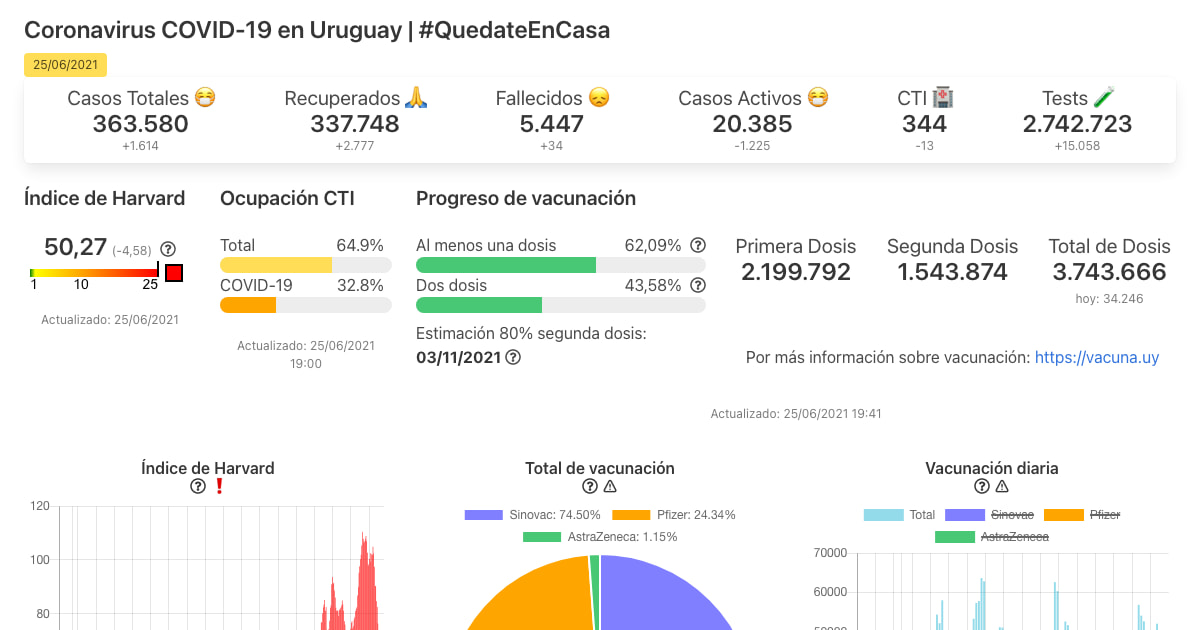 Coronavirus COVID-19 en Uruguay | #QuedateEnCasa
25/06/2021
Casos Totales 😷 Recuperados 🙏 Fallecidos 😞 Casos Activos 😷 CTI 🏥 Tests 🧪
363.580 337.748 5.447 20.385 344 2.742.723
+1.614 +2.777 +34 -1.225 -13 +15.058
Índice de Harvard Ocupación CTI Progreso de vacunación
50,27 (-4,58) ?
1 10 25
Actualizado: 25/06/2021
Total 64.9%
COVID-19 32.8%
Actualizado: 25/06/2021
19:00
Al menos una dosis 62,09% ?
Dos dosis 43,58% ?
Estimación 80% segunda dosis:
03/11/2021 ?
Primera Dosis Segunda Dosis Total de Dosis
2.199.792 1.543.874 3.743.666
hoy: 34.246
Por más información sobre vacunación: https://vacuna.uy
Actualizado: 25/06/2021 19:41
Índice de Harvard
? ❗
120
100
80
Total de vacunación
? ⚠
Sinovac: 74.50% Pfizer: 24.34%
AstraZeneca: 1.15%
Vacunación diaria
? ⚠
Total Sinovac Pfizer
AstraZeneca
70000
60000
50000